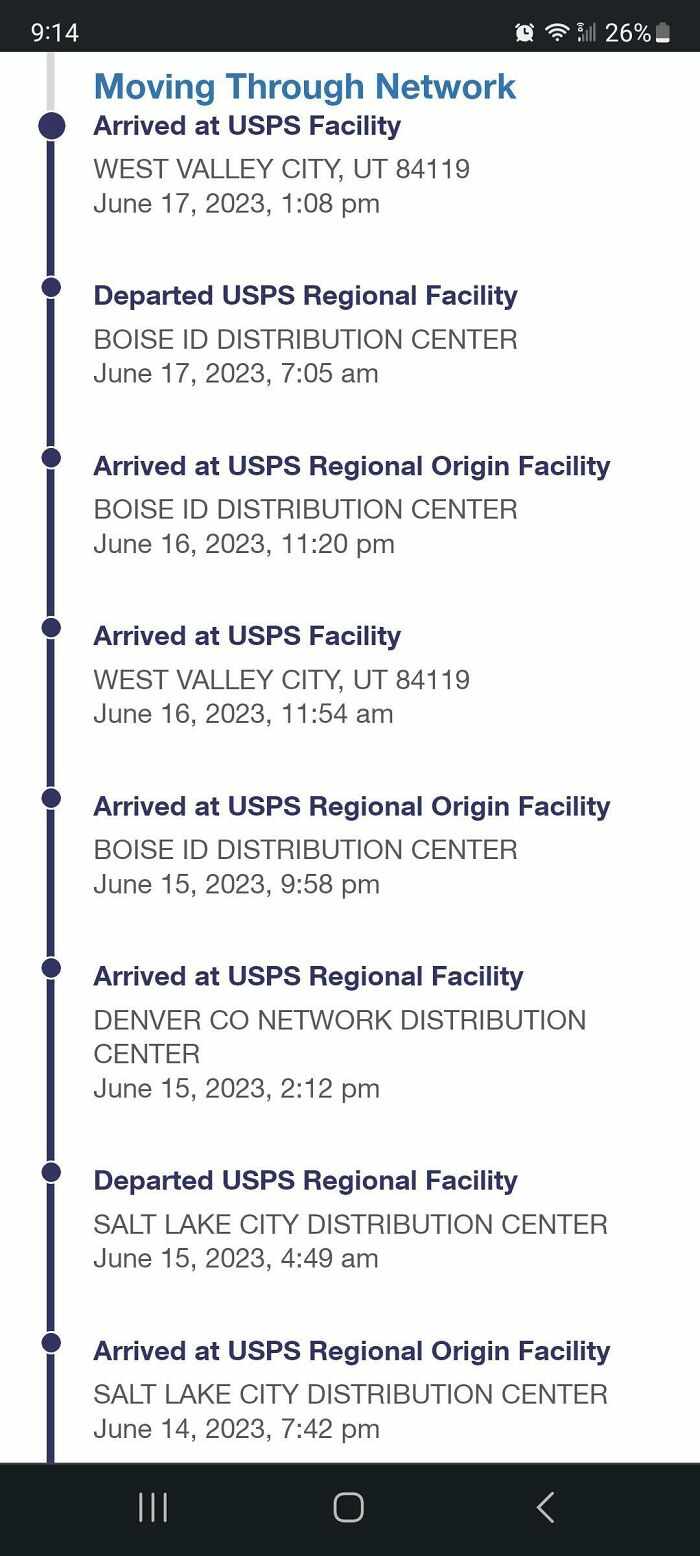 9:14
26%
Moving Through Network
Arrived at USPS Facility
WEST VALLEY CITY, UT 84119
June 17, 2023, 1:08 pm
Departed USPS Regional Facility
BOISE ID DISTRIBUTION CENTER
June 17, 2023, 7:05 am
Arrived at USPS Regional Origin Facility
BOISE ID DISTRIBUTION CENTER
June 16, 2023, 11:20 pm
Arrived at USPS Facility
WEST VALLEY CITY, UT 84119
June 16, 2023, 11:54 am
Arrived at USPS Regional Origin Facility
BOISE ID DISTRIBUTION CENTER
June 15, 2023, 9:58 pm
Arrived at USPS Regional Facility
DENVER CO NETWORK DISTRIBUTION
CENTER
June 15, 2023, 2:12 pm
Departed USPS Regional Facility
SALT LAKE CITY DISTRIBUTION CENTER
June 15, 2023, 4:49 am
Arrived at USPS Regional Origin Facility
SALT LAKE CITY DISTRIBUTION CENTER
June 14, 2023, 7:42 pm